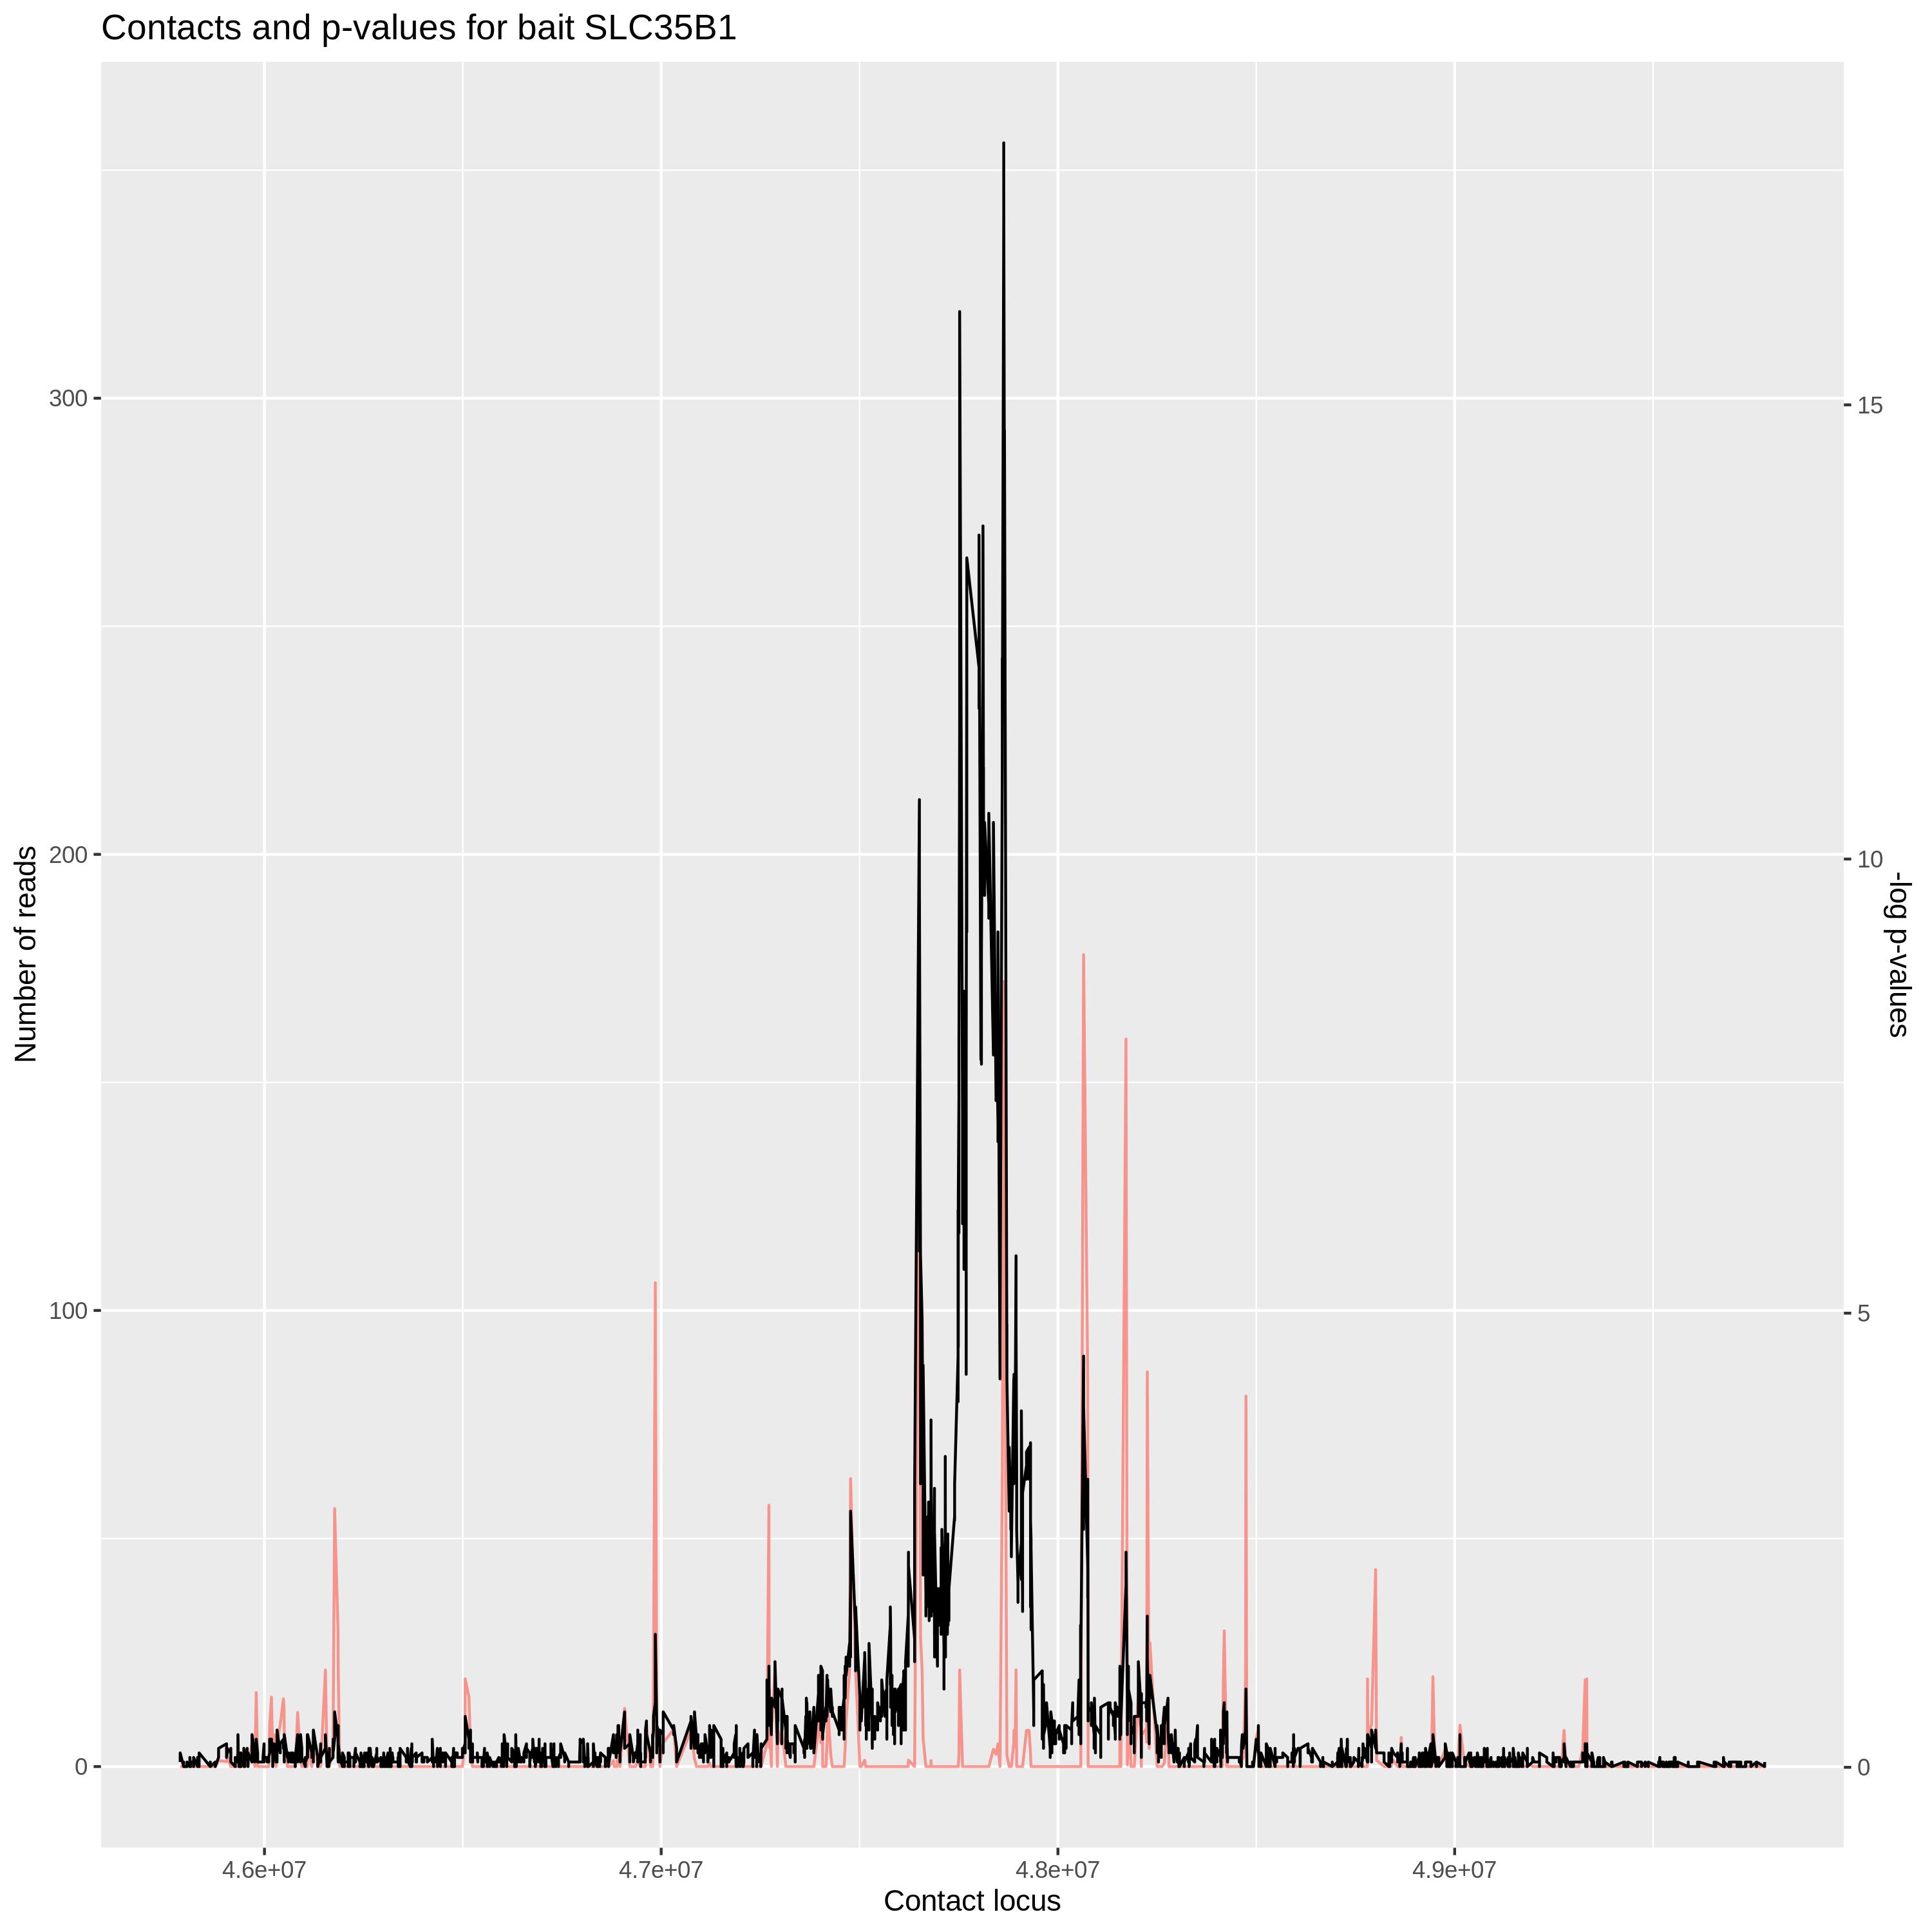 Contacts and p-values for bait SLC35B1
Number of reads
300
200
100
0
15
10
5
0
-log p-values
4.6e+07
4.7e+07
4.8e+07
4.9e+07
Contact locus